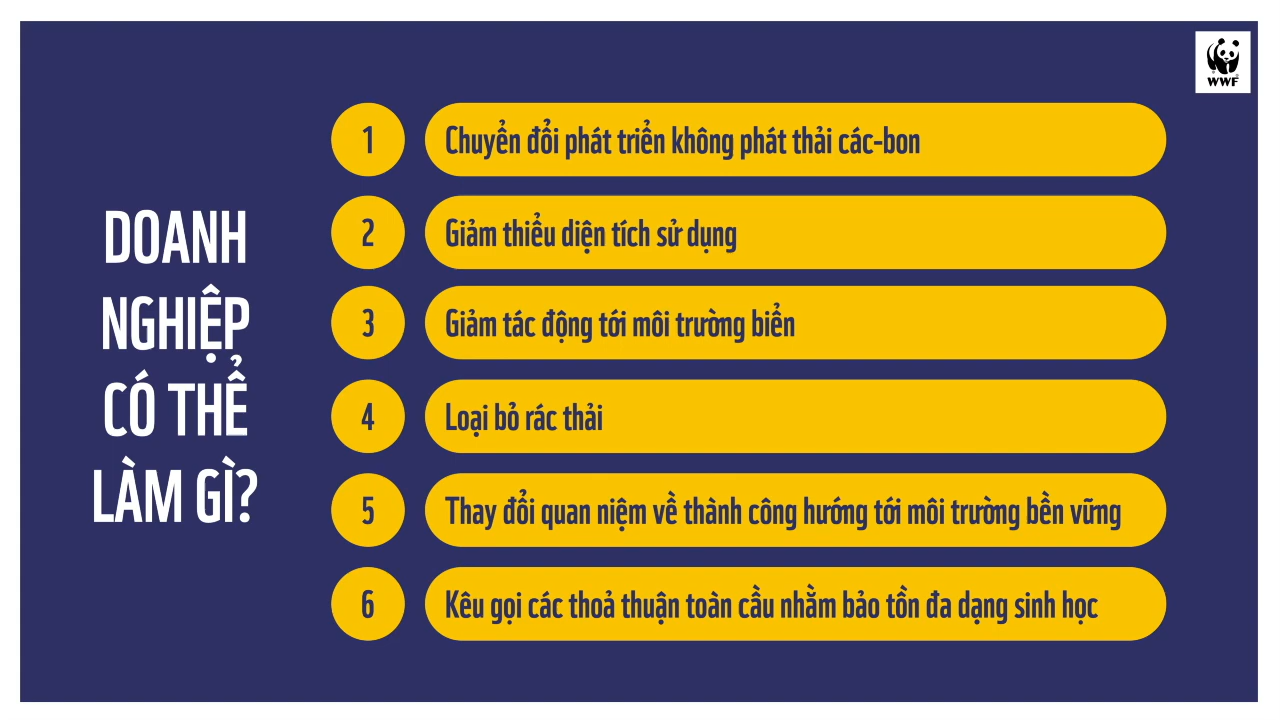 WWF
DOANH
NGHIỆP
CÓ THỂ
LÀM GÌ?
1 Chuyển đổi phát triển không phát thải các-bon
2 Giảm thiểu diện tích sử dụng
3 Giảm tác động tới môi trường biển
4 Loại bỏ rác thải
5 Thay đổi quan niệm về thành công hướng tới môi trường bền vững
6 Kêu gọi các thoả thuận toàn cầu nhằm bảo tồn đa dạng sinh học